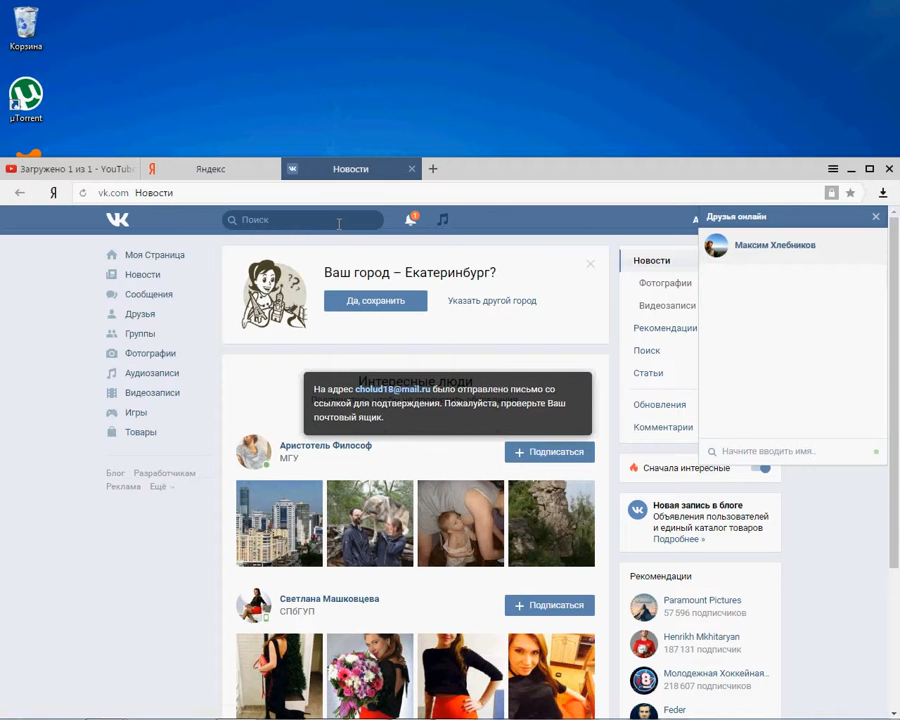 Корзина
µTorrent
Загружено 1 из 1 - YouTub
Яндекс
Новости
vk.com Новости
Поиск
1
Друзья онлайн
Максим Хлебников
Начните вводить имя..
Моя Страница
Новости
Сообщения
Друзья
Группы
Фотографии
Аудиозаписи
Видеозаписи
Игры
Товары
Блог Разработчикам
Реклама Ещё
Ваш город – Екатеринбург?
Да, сохранить
Указать другой город
Интересные люди
На адрес cholud18@mail.ru было отправлено письмо со
ссылкой для подтверждения. Пожалуйста, проверьте Ваш
почтовый ящик.
Аристотель Философ
МГУ
+ Подписаться
Светлана Машковцева
СПбГУП
+ Подписаться
Новости
Фотографии
Видеозаписи
Рекомендации
Поиск
Статьи
Обновления
Комментарии
Сначала интересные
Новая запись в блоге
Объявления пользователей
и единый каталог товаров
Подробнее »
Рекомендации
Paramount Pictures
57 596 подписчиков
Henrikh Mkhitaryan
187 131 подписчик
Молодежная Хоккейная..
218 607 подписчиков
Feder